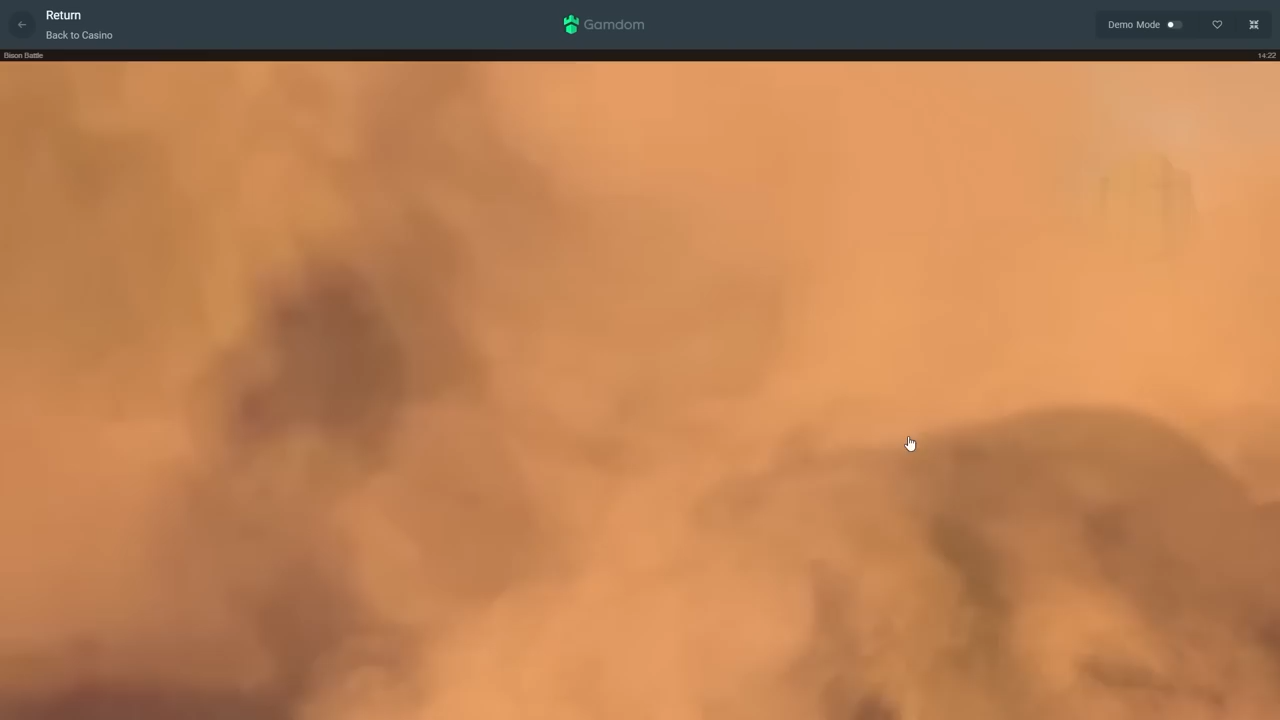 Return
Back to Casino
Gamdom
Demo Mode
Bison Battle
14:22